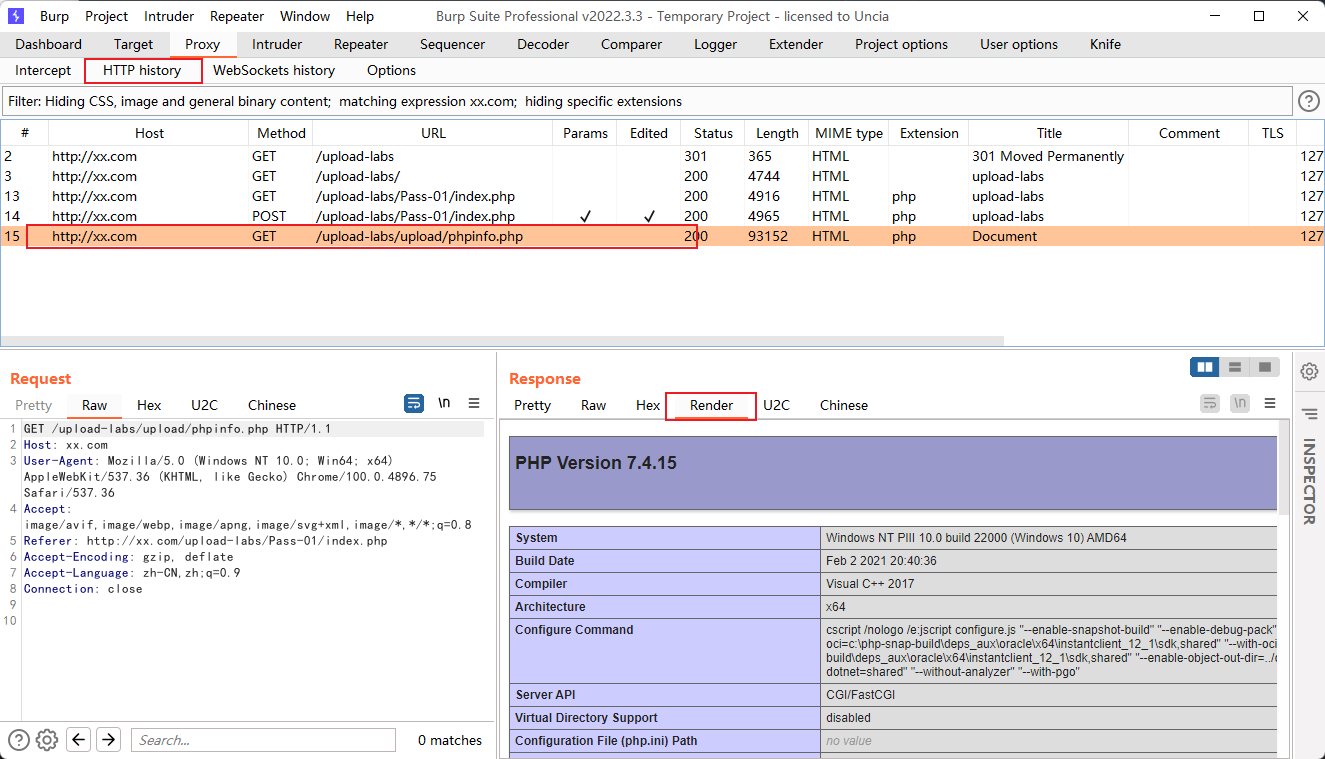 Burp Project Intruder Repeater Window Help Burp Suite Professional v2022.3.3 - Temporary Project - licensed to Uncia
Dashboard Target Proxy Intruder Repeater Sequencer Decoder Comparer Logger Extender Project options User options Knife
Intercept HTTP history WebSockets history Options
Filter: Hiding CSS, image and general binary content; matching expression xx.com; hiding specific extensions
# Host Method URL Params Edited Status Length MIME type Extension Title Comment TLS
2 http://xx.com GET /upload-labs 301 365 HTML 301 Moved Permanently 127
3 http://xx.com GET /upload-labs/ 200 4744 HTML upload-labs 127
13 http://xx.com GET /upload-labs/Pass-01/index.php 200 4916 HTML php upload-labs 127
14 http://xx.com POST /upload-labs/Pass-01/index.php ✓ ✓ 200 4965 HTML php upload-labs 127
15 http://xx.com GET /upload-labs/upload/phpinfo.php 200 93152 HTML php Document 127
Request
Pretty Raw Hex U2C Chinese \n
1 GET /upload-labs/upload/phpinfo.php HTTP/1.1
2 Host: xx.com
3 User-Agent: Mozilla/5.0 (Windows NT 10.0; Win64; x64)
AppleWebKit/537.36 (KHTML, like Gecko) Chrome/100.0.4896.75
Safari/537.36
4 Accept:
image/avif,image/webp,image/apng,image/svg+xml,image/*,*/*;q=0.8
5 Referer: http://xx.com/upload-labs/Pass-01/index.php
6 Accept-Encoding: gzip, deflate
7 Accept-Language: zh-CN,zh;q=0.9
8 Connection: close
9
10
Search... 0 matches
Response
Pretty Raw Hex Render U2C Chinese \n
PHP Version 7.4.15
System Windows NT PIII 10.0 build 22000 (Windows 10) AMD64
Build Date Feb 2 2021 20:40:36
Compiler Visual C++ 2017
Architecture x64
Configure Command cscript /nologo /e:jscript configure.js "--enable-snapshot-build" "--enable-debug-pack"
oci=c:\php-snap-build\deps_aux\oracle\x64\instantclient_12_1\sdk,shared" "--with-oci
build\deps_aux\oracle\x64\instantclient_12_1\sdk,shared" "--enable-object-out-dir=../
dotnet=shared" "--without-analyzer" "--with-pgo"
Server API CGI/FastCGI
Virtual Directory Support disabled
Configuration File (php.ini) Path no value
INSPECTOR